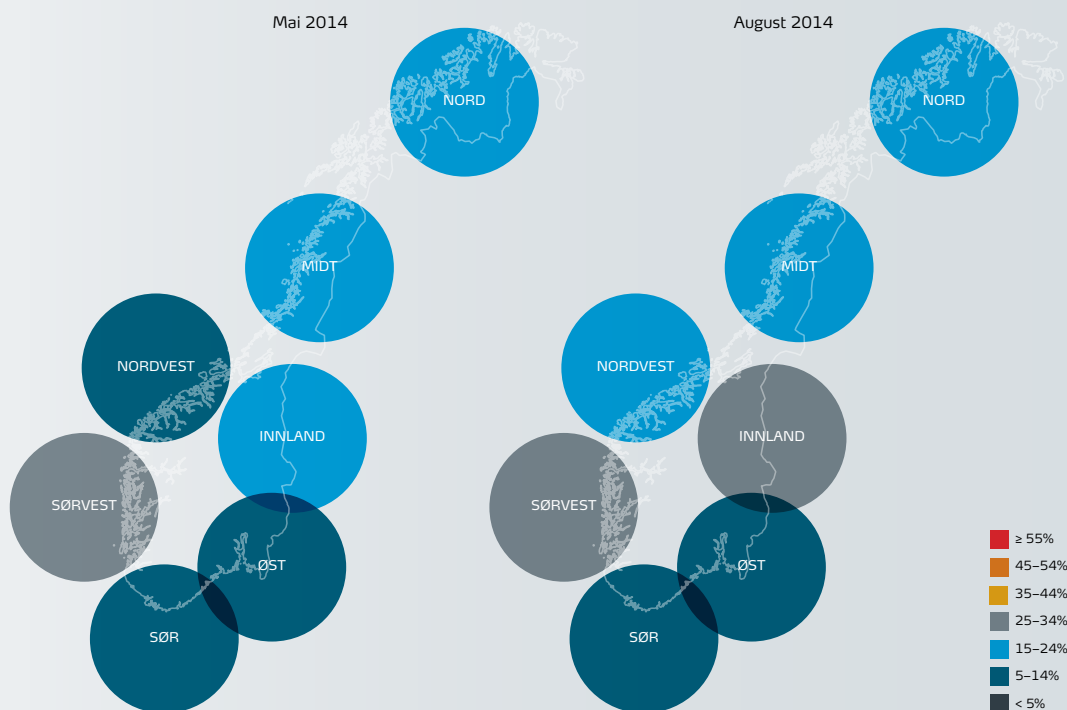 Mai 2014
NORD
MIDT
NORDVEST
INNLAND
SØRVEST
ØST
SØR
August 2014
NORD
MIDT
NORDVEST
INNLAND
SØRVEST
ØST
SØR
≥ 55%
45–54%
35–44%
25–34%
15–24%
5–14%
< 5%